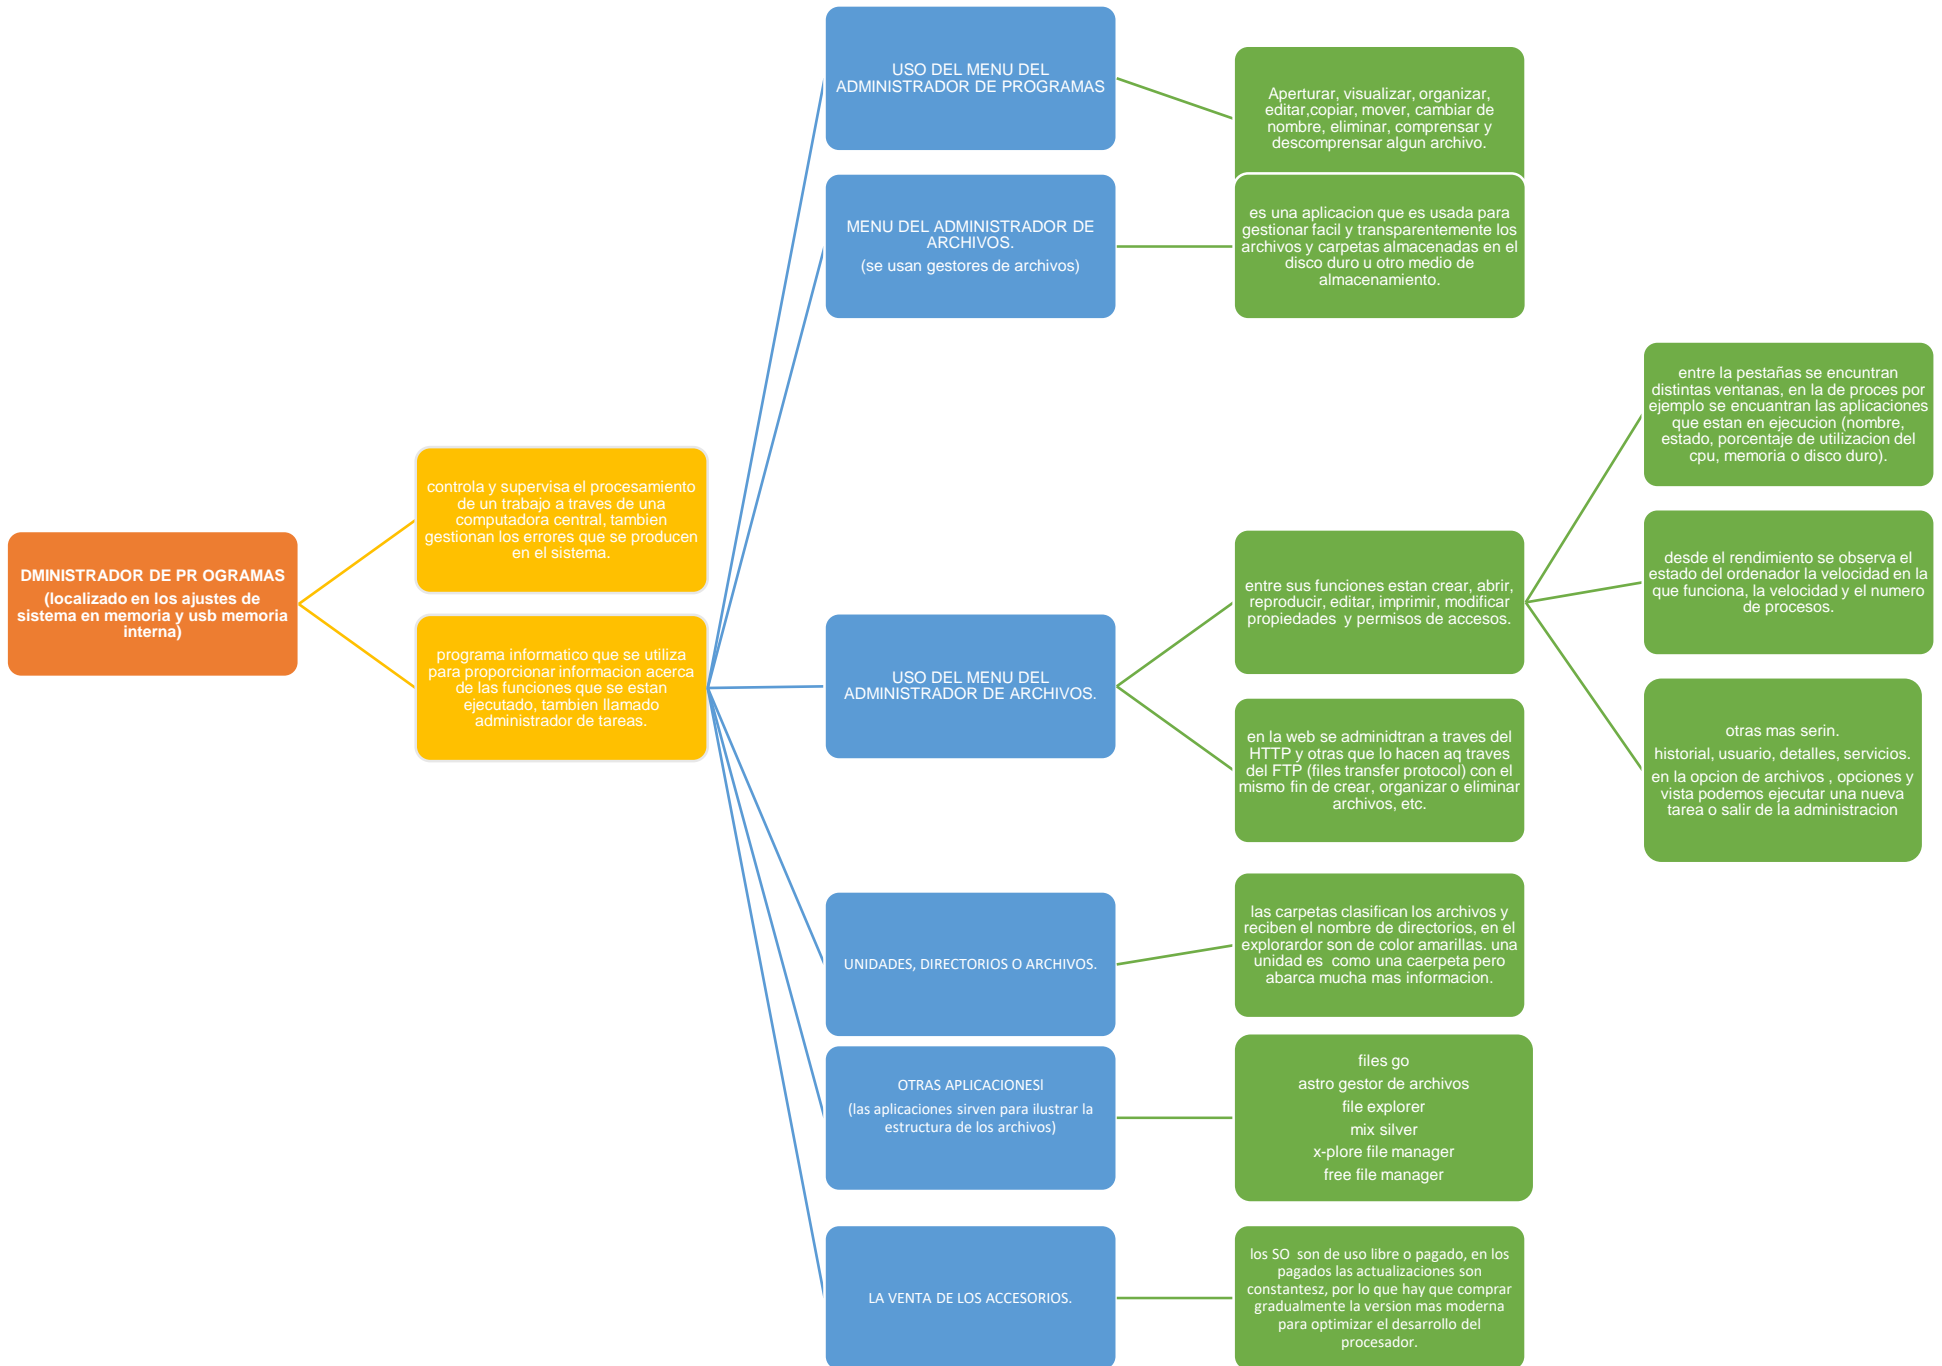 DMINISTRADOR DE PR OGRAMAS
(localizado en los ajustes de
sistema en memoria y usb memoria
interna)
controla y supervisa el procesamiento
de un trabajo a traves de una
computadora central, tambien
gestionan los errores que se producen
en el sistema.
programa informatico que se utiliza
para proporcionar informacion acerca
de las funciones que se estan
ejecutado, tambien llamado
administrador de tareas.
USO DEL MENU DEL
ADMINISTRADOR DE PROGRAMAS
Aperturar, visualizar, organizar,
editar,copiar, mover, cambiar de
nombre, eliminar, comprensar y
descomprensar algun archivo.
MENU DEL ADMINISTRADOR DE
ARCHIVOS.
(se usan gestores de archivos)
es una aplicacion que es usada para
gestionar facil y transparentemente los
archivos y carpetas almacenadas en el
disco duro u otro medio de
almacenamiento.
USO DEL MENU DEL
ADMINISTRADOR DE ARCHIVOS.
entre sus funciones estan crear, abrir,
reproducir, editar, imprimir, modificar
propiedades y permisos de accesos.
entre la pestañas se encuntran
distintas ventanas, en la de proces por
ejemplo se encuantran las aplicaciones
que estan en ejecucion (nombre,
estado, porcentaje de utilizacion del
cpu, memoria o disco duro).
desde el rendimiento se observa el
estado del ordenador la velocidad en la
que funciona, la velocidad y el numero
de procesos.
otras mas serin.
historial, usuario, detalles, servicios.
en la opcion de archivos , opciones y
vista podemos ejecutar una nueva
tarea o salir de la administracion
en la web se adminidtran a traves del
HTTP y otras que lo hacen aq traves
del FTP (files transfer protocol) con el
mismo fin de crear, organizar o eliminar
archivos, etc.
UNIDADES, DIRECTORIOS O ARCHIVOS.
las carpetas clasifican los archivos y
reciben el nombre de directorios, en el
explorardor son de color amarillas. una
unidad es como una caerpeta pero
abarca mucha mas informacion.
OTRAS APLICACIONESl
(las aplicaciones sirven para ilustrar la
estructura de los archivos)
files go
astro gestor de archivos
file explorer
mix silver
x-plore file manager
free file manager
LA VENTA DE LOS ACCESORIOS.
los SO son de uso libre o pagado, en los
pagados las actualizaciones son
constantesz, por lo que hay que comprar
gradualmente la version mas moderna
para optimizar el desarrollo del
procesador.